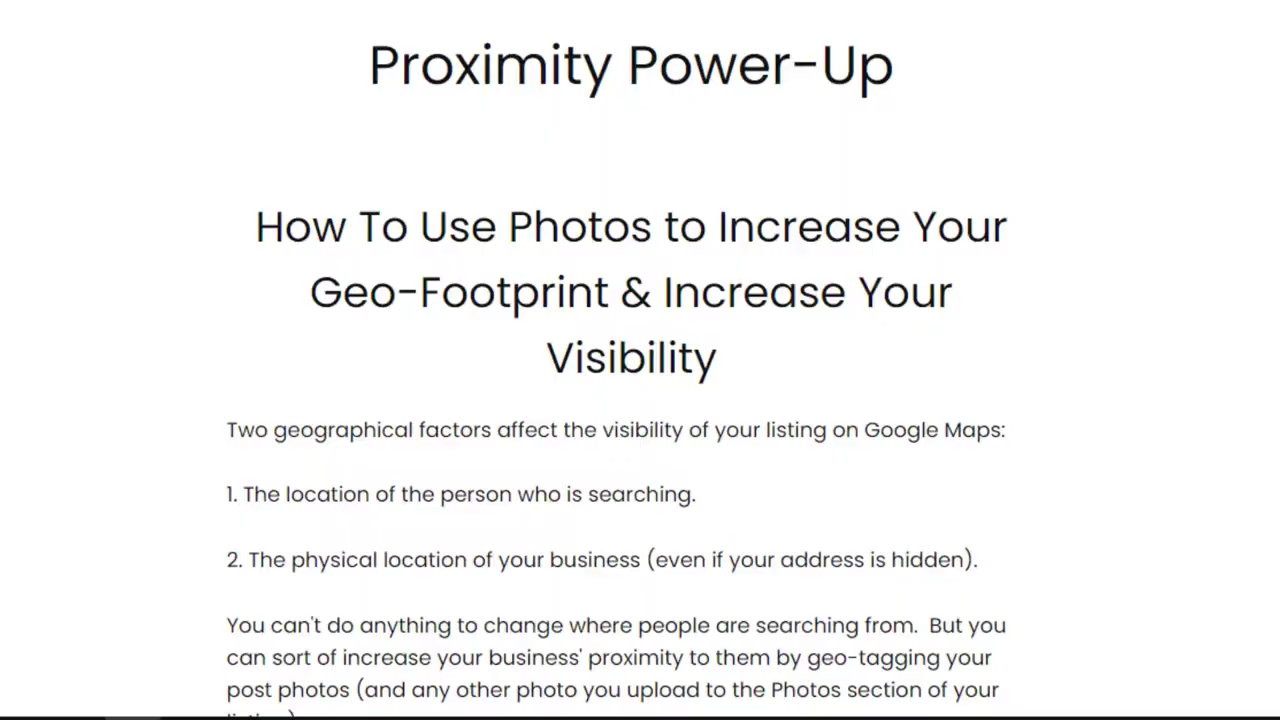 Proximity Power-Up
How To Use Photos to Increase Your
Geo-Footprint & Increase Your
Visibility
Two geographical factors affect the visibility of your listing on Google Maps:
1. The location of the person who is searching.
2. The physical location of your business (even if your address is hidden).
You can't do anything to change where people are searching from.  But you
can sort of increase your business' proximity to them by geo-tagging your
post photos (and any other photo you upload to the Photos section of your